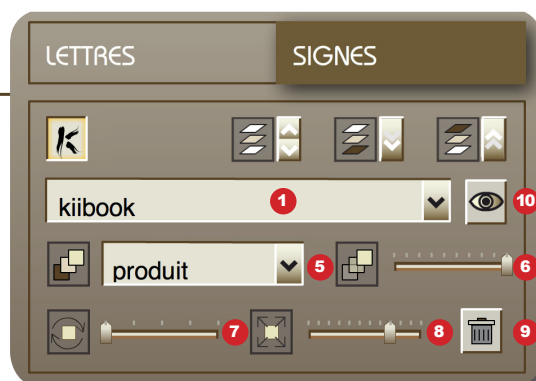 LETTRES SIGNES
K
kiibook 1 10
produit 5 6
7 8 9